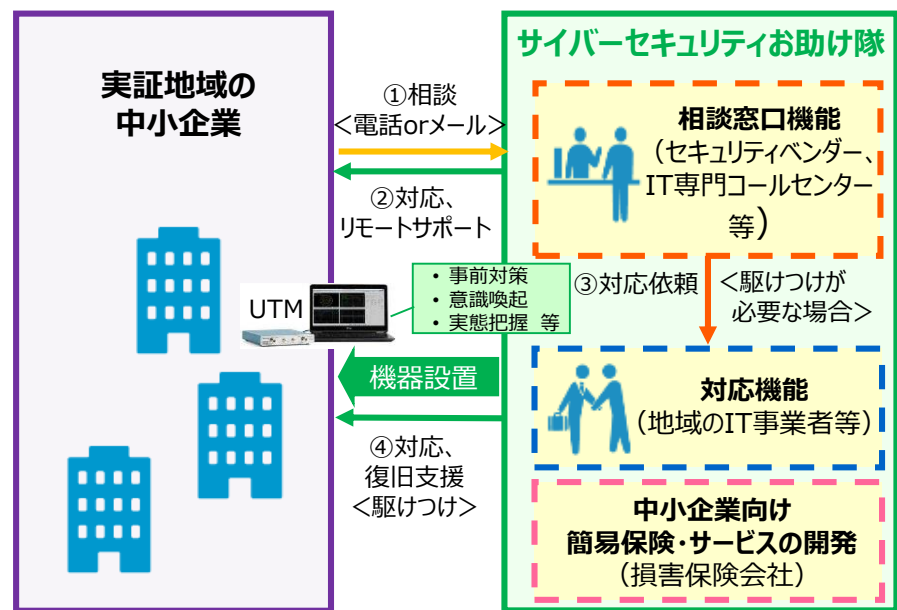 実証地域の
中小企業
①相談
<電話orメール>
②対応、
リモートサポート
UTM
• 事前対策
• 意識喚起
• 実態把握 等
機器設置
④対応、
復旧支援
<駆けつけ>
サイバーセキュリティお助け隊
相談窓口機能
（セキュリティベンダー、
IT専門コールセンター
等）
③対応依頼
<駆けつけが
必要な場合>
対応機能
（地域のIT事業者等）
中小企業向け
簡易保険・サービスの開発
（損害保険会社）